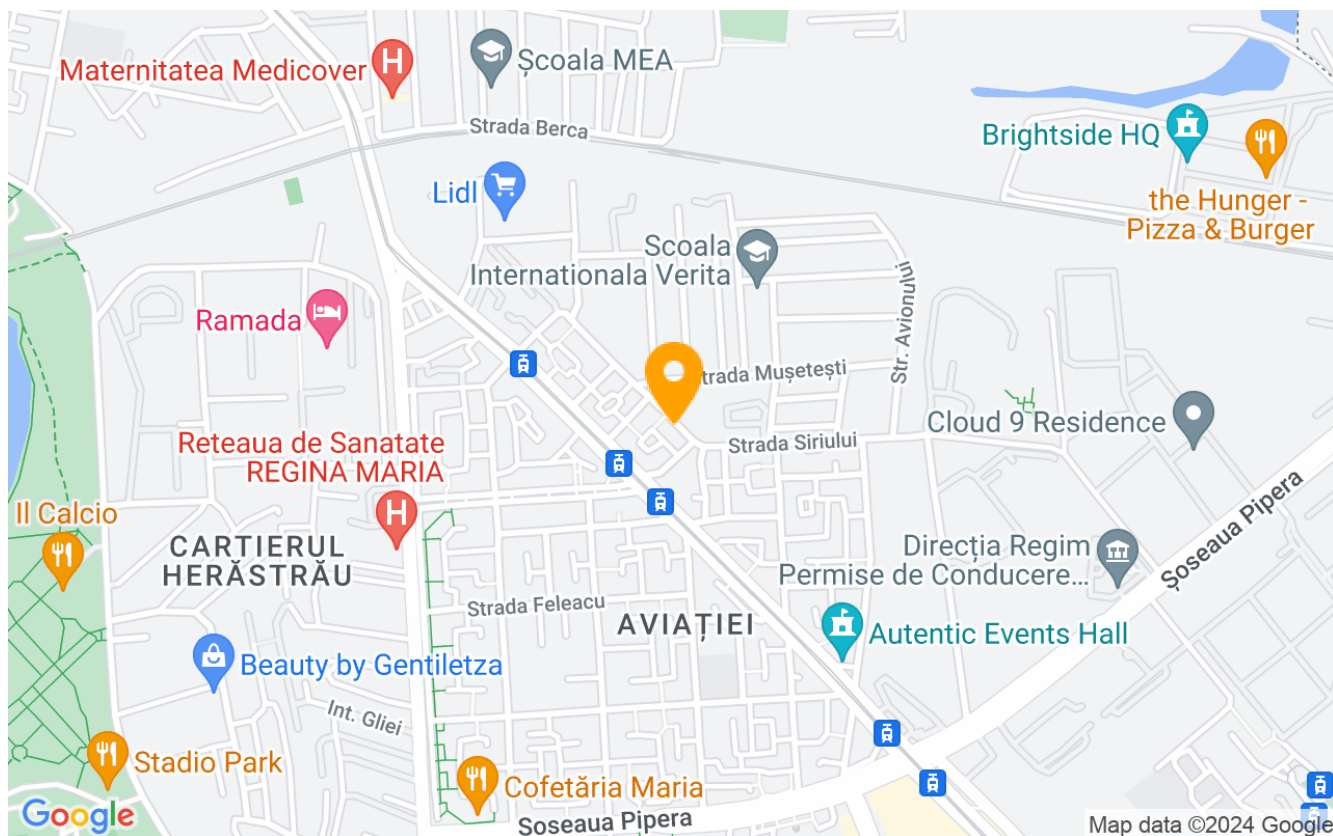 Maternitatea Medicover
H
Școala MEA
Strada Berca
Brightside HQ
the Hunger -
Pizza & Burger
Lidl
Scoala
Internationala Verita
Str. Avionului
Ramada
trada Mușetești
Cloud 9 Residence
Reteaua de Sanatate
REGINA MARIA
Strada Siriului
H
Il Calcio
CARTIERUL
HERĂSTRĂU
Direcția Regim
Permise de Conducere...
Șoseaua Pipera
Strada Feleacu
AVIAȚIEI
Autentic Events Hall
Beauty by Gentiletza
Int. Gliei
Stadio Park
Cofetăria Maria
Șoseaua Pipera
Google
Map data ©2024 Google